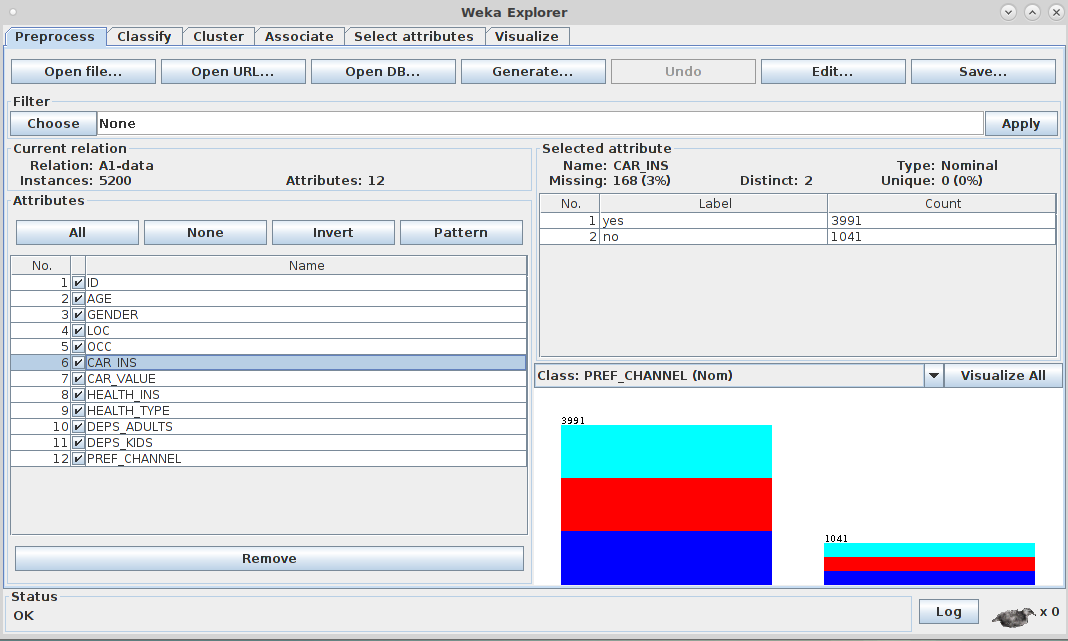 Weka Explorer
Preprocess Classify Cluster Associate Select attributes Visualize
Open file... Open URL... Open DB... Generate... Undo Edit... Save...
Filter
Choose None Apply
Current relation
Relation: A1-data
Instances: 5200 Attributes: 12
Attributes
All None Invert Pattern
No. Name
1 ID
2 AGE
3 GENDER
4 LOC
5 OCC
6 CAR_INS
7 CAR_VALUE
8 HEALTH_INS
9 HEALTH_TYPE
10 DEPS_ADULTS
11 DEPS_KIDS
12 PREF_CHANNEL
Remove
Selected attribute
Name: CAR_INS Type: Nominal
Missing: 168 (3%) Distinct: 2 Unique: 0 (0%)
No. Label Count
1 yes 3991
2 no 1041
Class: PREF_CHANNEL (Nom) Visualize All
3991
1041
Status
OK
Log x 0